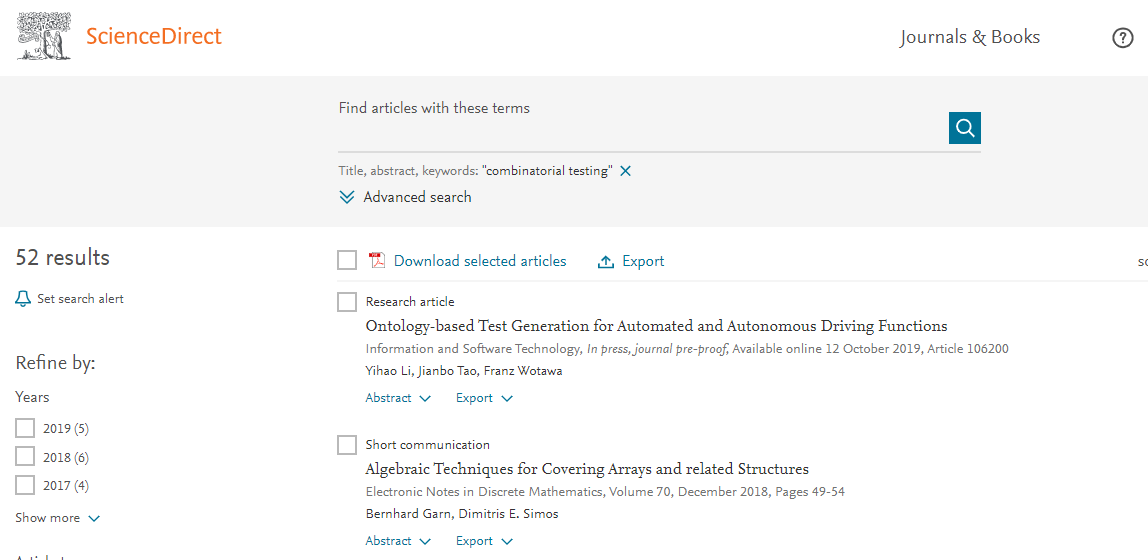 ScienceDirect
Journals & Books
?
Find articles with these terms
Title, abstract, keywords: "combinatorial testing"
Advanced search
52 results
Set search alert
Refine by:
Years
2019 (5)
2018 (6)
2017 (4)
Show more
Download selected articles Export
Research article
Ontology-based Test Generation for Automated and Autonomous Driving Functions
Information and Software Technology, In press, journal pre-proof, Available online 12 October 2019, Article 106200
Yihao Li, Jianbo Tao, Franz Wotawa
Abstract Export
Short communication
Algebraic Techniques for Covering Arrays and related Structures
Electronic Notes in Discrete Mathematics, Volume 70, December 2018, Pages 49-54
Bernhard Garn, Dimitris E. Simos
Abstract Export